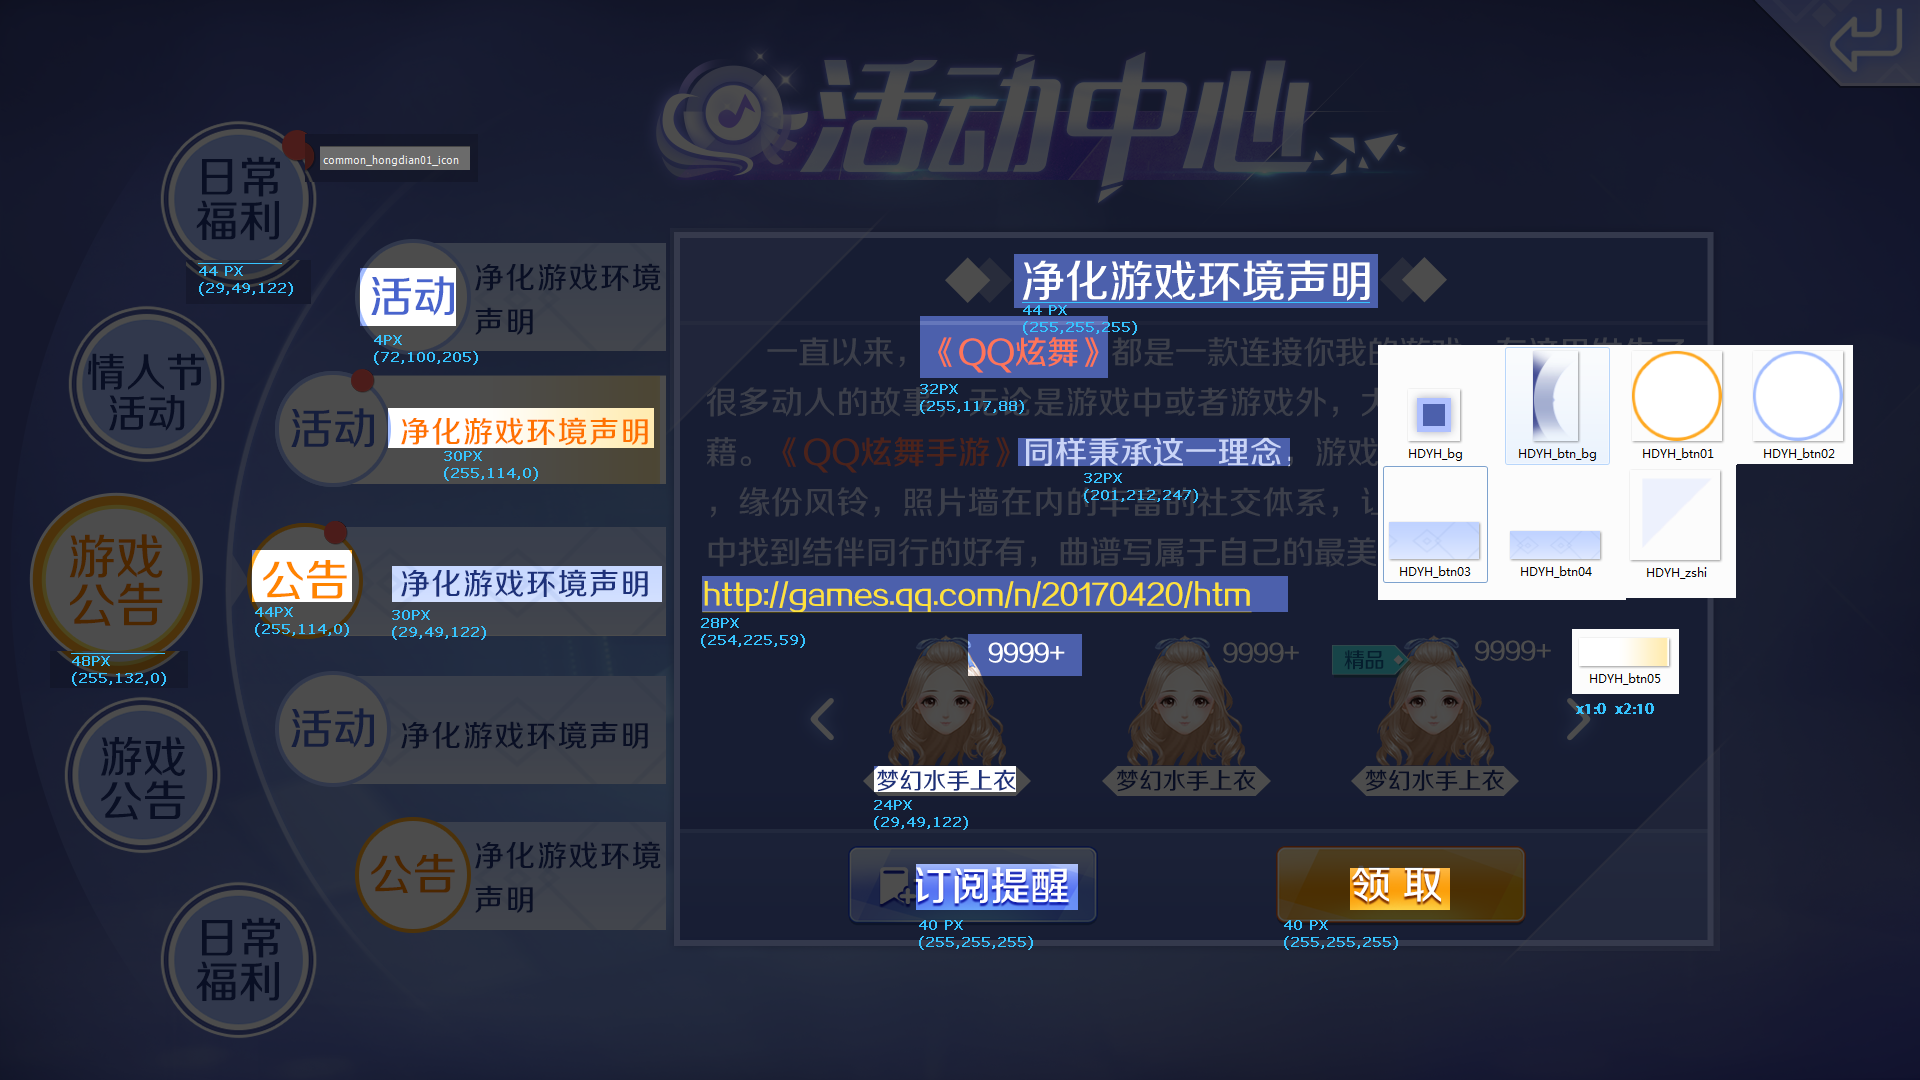 活动中心
日常
福利
common_hongdian01_icon
44 PX
(29,49,122)
情人节
活动
游戏
公告
48PX
(255,132,0)
游戏
公告
日常
福利
活动
净化游戏环境
声明
4PX
(72,100,205)
活动
净化游戏环境声明
30PX
(255,114,0)
公告
净化游戏环境声明
44PX
(255,114,0)
30PX
(29,49,122)
活动
净化游戏环境声明
公告
净化游戏环境
声明
净化游戏环境声明
44 PX
(255,255,255)
一直以来，《QQ炫舞》都是一款连接你我的游戏
32PX
(255,117,88)
很多动人的故事，无论是游戏中或者游戏外，
藉。《QQ炫舞手游》同样秉承这一理念，游戏
32PX
(201,212,247)
，缘份风铃，照片墙在内的丰富的社交体系，
中找到结伴同行的好有，曲谱写属于自己的最美
http://games.qq.com/n/20170420/htm
28PX
(254,225,59)
HDYH_bg
HDYH_btn_bg
HDYH_btn01
HDYH_btn02
HDYH_btn03
HDYH_btn04
HDYH_zshi
9999+
9999+
精品
9999+
HDYH_btn05
x1:0 x2:10
梦幻水手上衣
梦幻水手上衣
梦幻水手上衣
24PX
(29,49,122)
订阅提醒
领 取
40 PX
(255,255,255)
40 PX
(255,255,255)